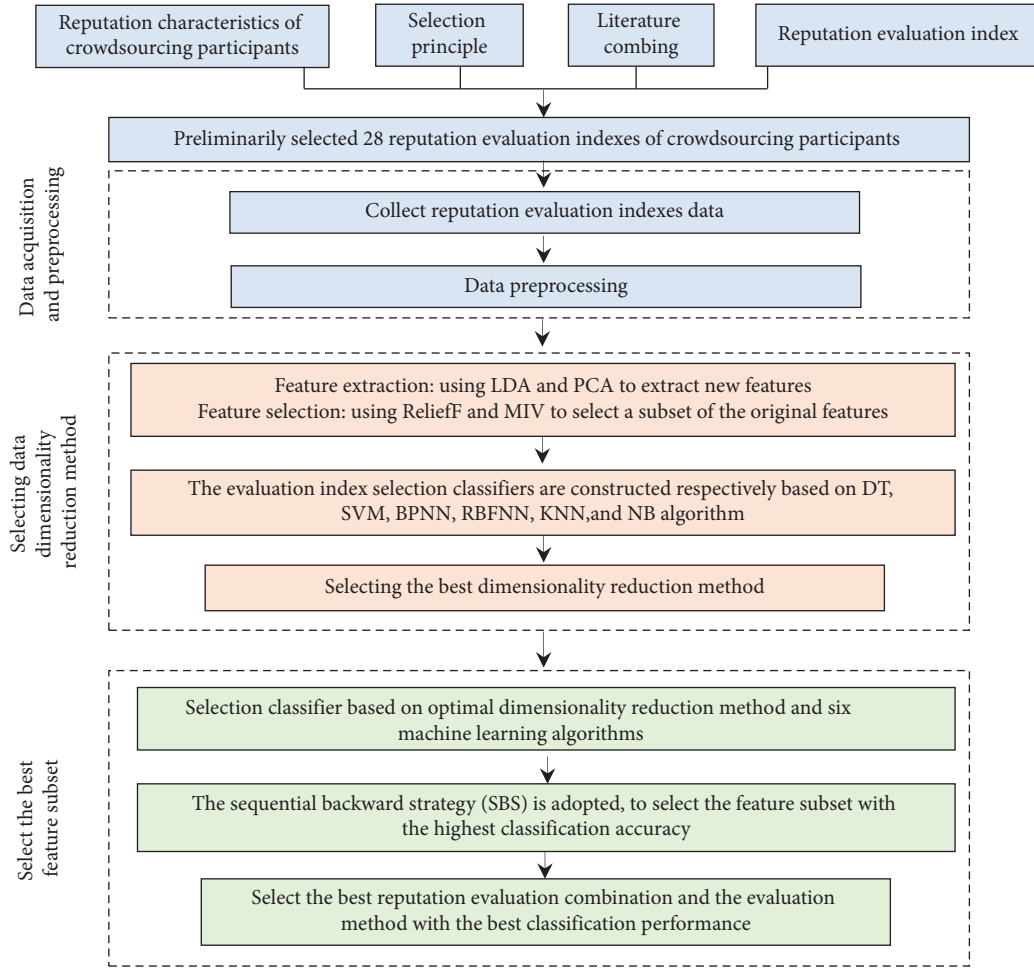 Reputation characteristics of
crowdsourcing participants
Selection
principle
Literature
combing
Reputation evaluation index
Preliminarily selected 28 reputation evaluation indexes of crowdsourcing participants
Data acquisition
and preprocessing
Collect reputation evaluation indexes data
Data preprocessing
Selecting data
dimensionality
reduction method
Feature extraction: using LDA and PCA to extract new features
Feature selection: using ReliefF and MIV to select a subset of the original features
The evaluation index selection classifiers are constructed respectively based on DT,
SVM, BPNN, RBFNN, KNN,and NB algorithm
Selecting the best dimensionality reduction method
Select the best
feature subset
Selection classifier based on optimal dimensionality reduction method and six
machine learning algorithms
The sequential backward strategy (SBS) is adopted, to select the feature subset with
the highest classification accuracy
Select the best reputation evaluation combination and the evaluation
method with the best classification performance